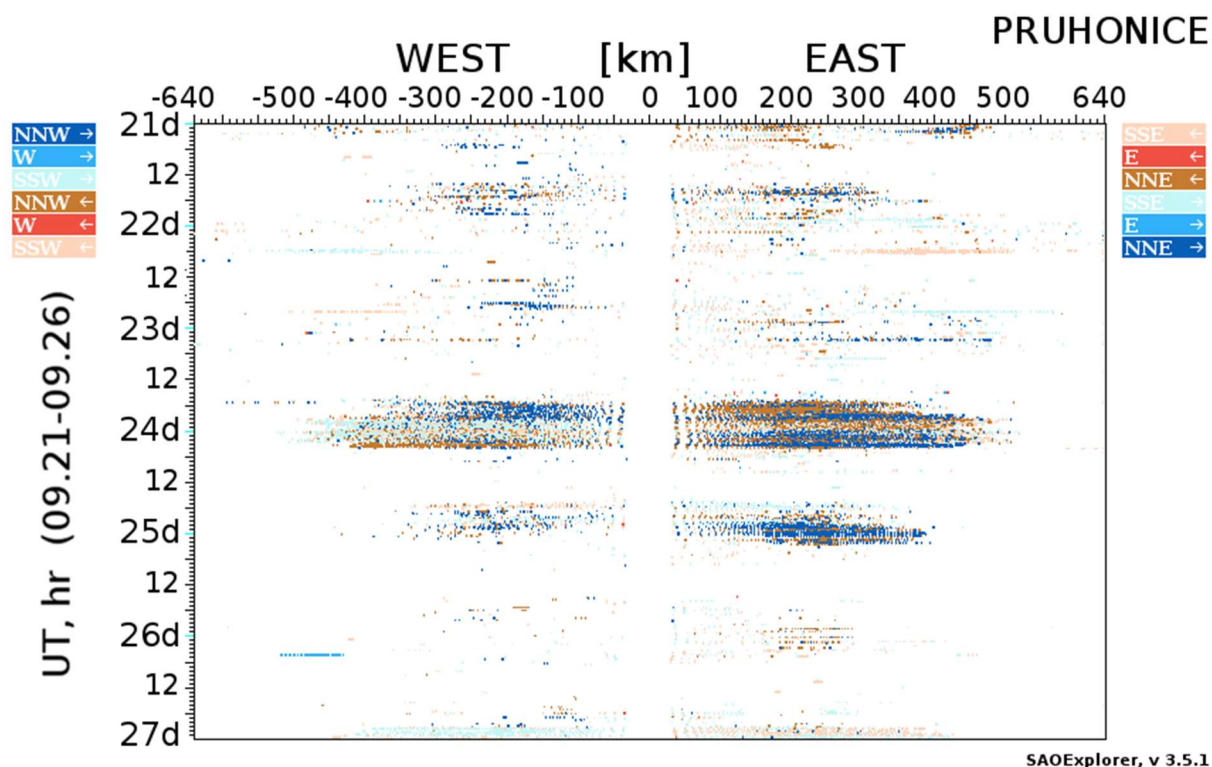 PRUHONICE
WEST [km] EAST
-640 -500 -400 -300 -200 -100 0 100 200 300 400 500 640
NNW →
W →
SSW →
NNW ←
W ←
SSW ←
21d
12
22d
12
23d
12
24d
12
25d
12
26d
12
27d
UT, hr (09.21-09.26)
SSE ←
E ←
NNE ←
SSE →
E →
NNE →
SAOExplorer, v 3.5.1